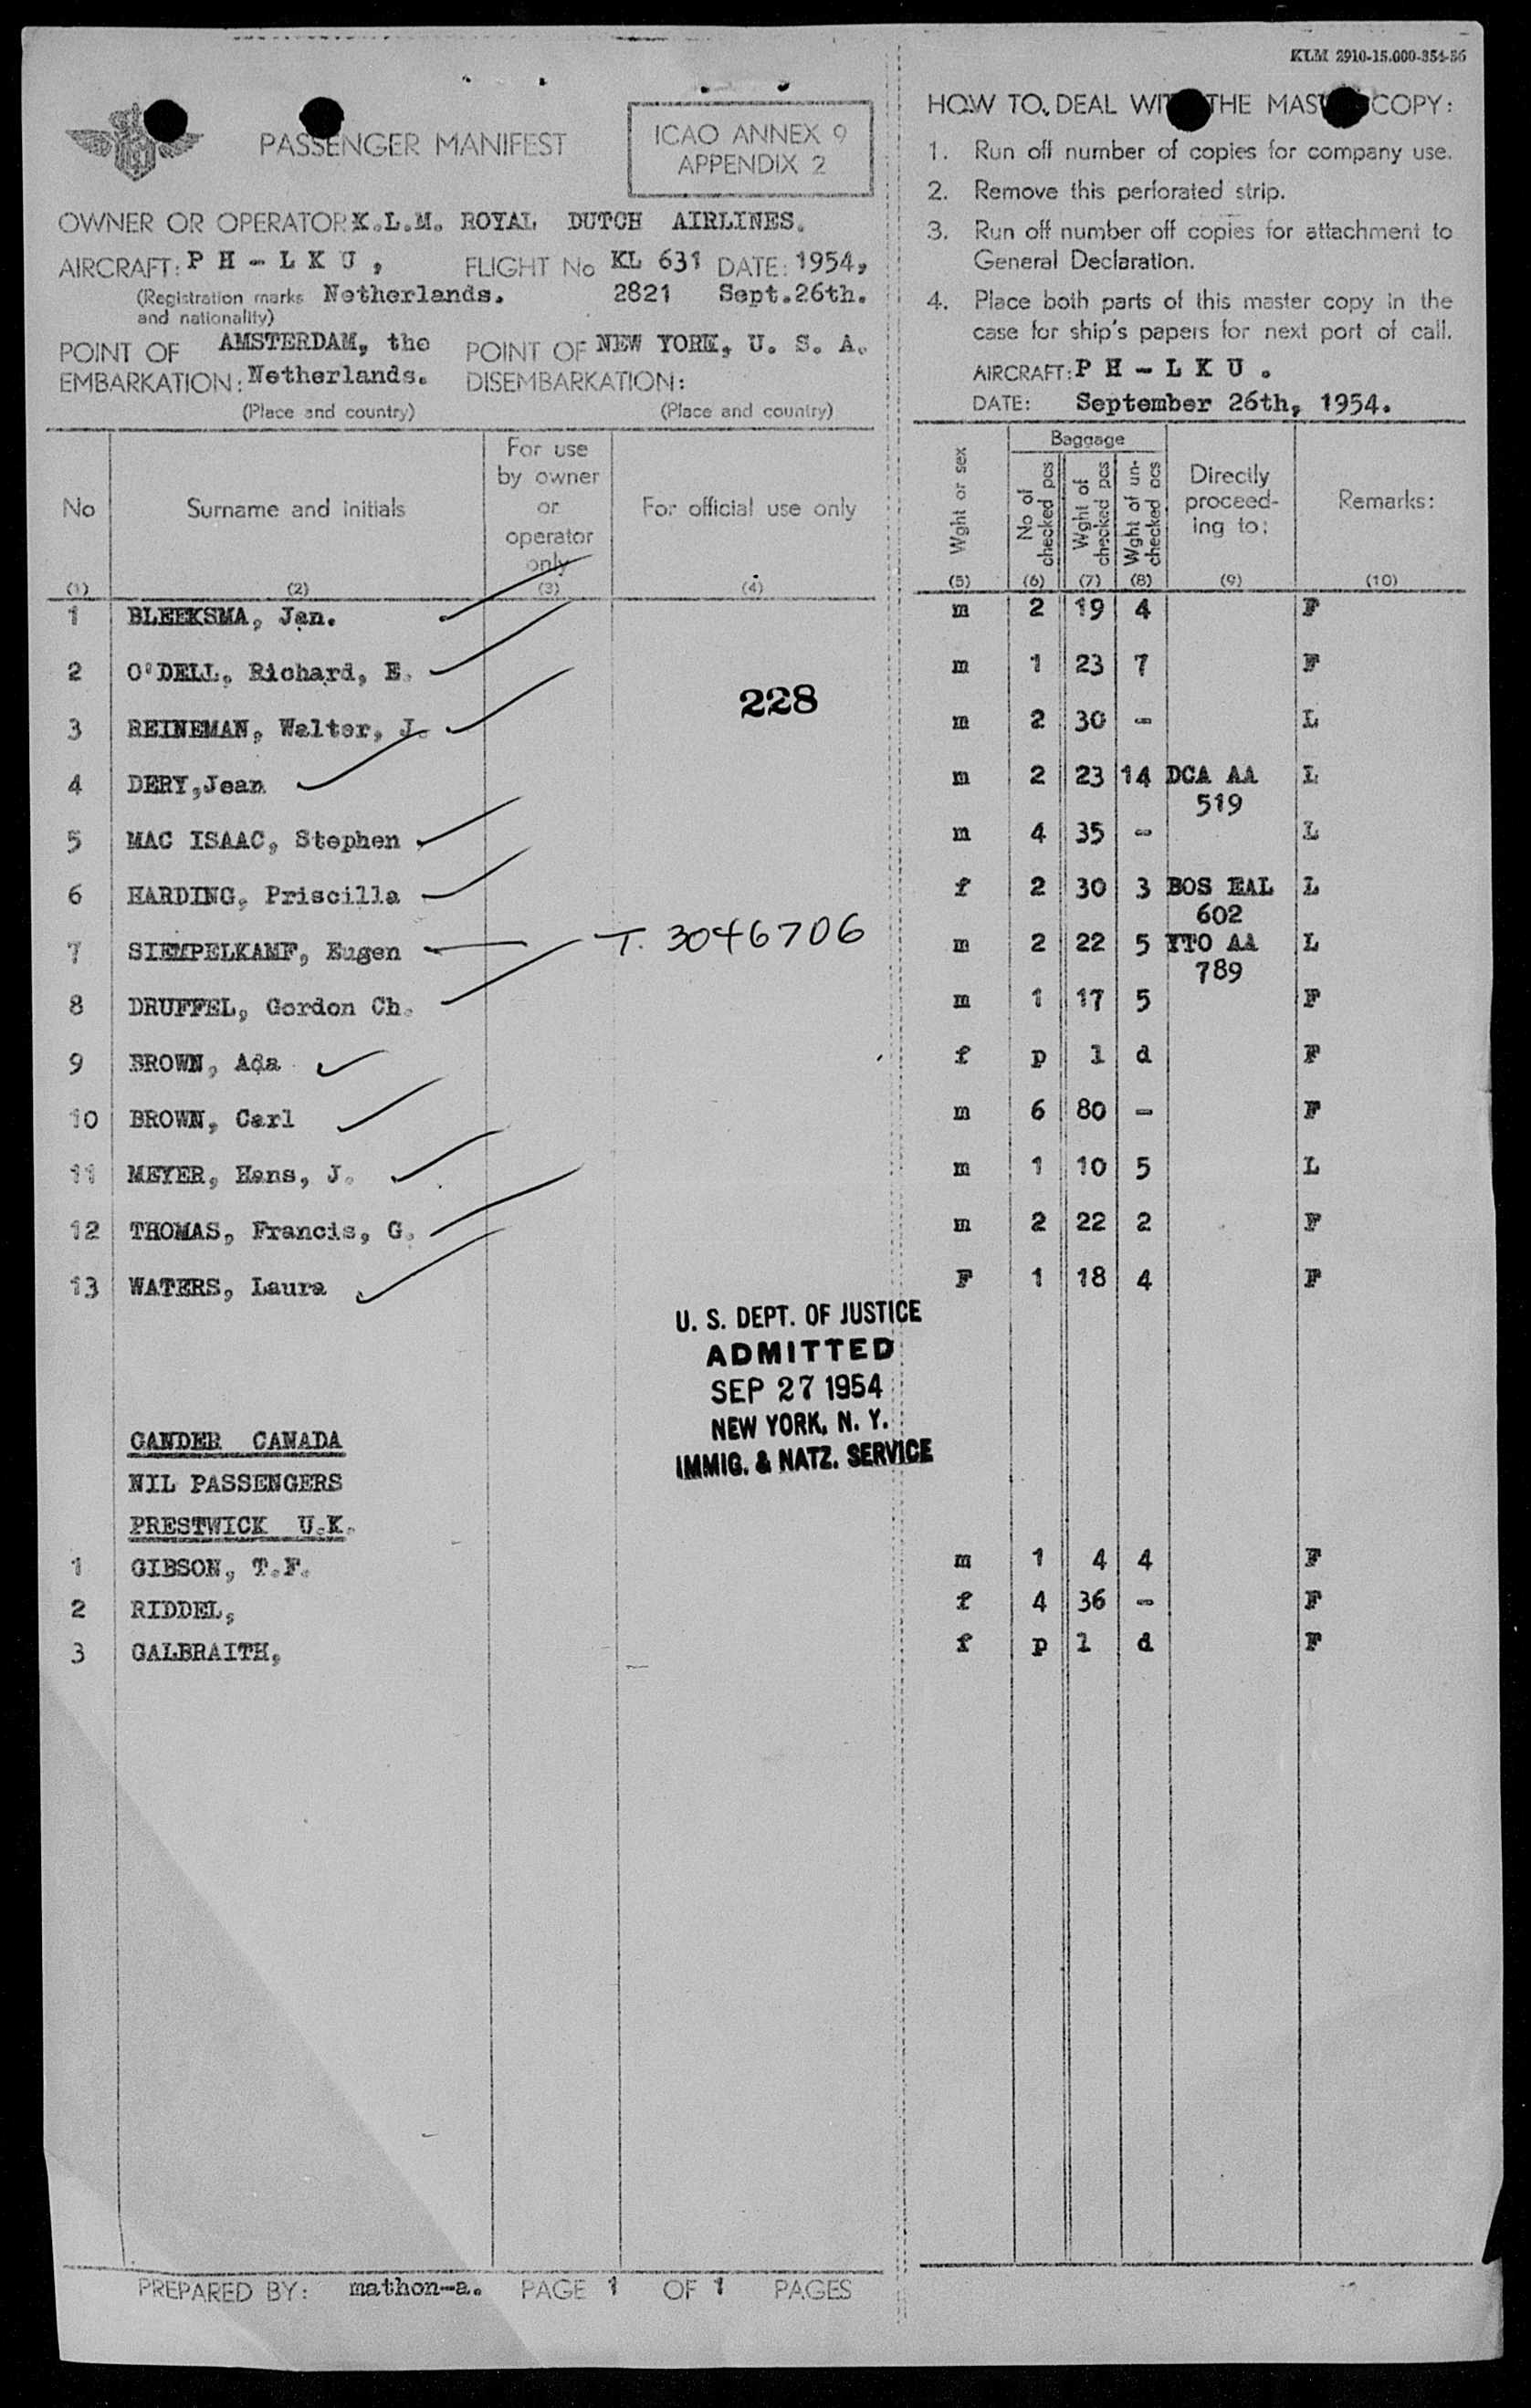 KLM 2910-15.000-354-56
PASSENGER MANIFEST
ICAO ANNEX 9
APPENDIX 2
OWNER OR OPERATOR: K.L.M. ROYAL DUTCH AIRLINES.
AIRCRAFT: P H - L K U , FLIGHT No KL 631 DATE: 1954,
(Registration marks and nationality) Netherlands. 2821 Sept.26th.
POINT OF EMBARKATION: AMSTERDAM, the Netherlands. POINT OF DISEMBARKATION: NEW YORK, U. S. A.
(Place and country) (Place and country)
HOW TO DEAL WITH THE MASTER COPY:
1. Run off number of copies for company use.
2. Remove this perforated strip.
3. Run off number off copies for attachment to
General Declaration.
4. Place both parts of this master copy in the
case for ship's papers for next port of call.
AIRCRAFT: P H - L K U .
DATE: September 26th, 1954.
No Surname and initials For use by owner or operator only For official use only Wght or sex Baggage No of checked pcs Wght of checked pcs Wght of un-checked pcs Directly proceed-ing to: Remarks:
(1) (2) (3) (4) (5) (6) (7) (8) (9) (10)
1 BLEEKSMA, Jan. m 2 19 4 F
2 O'DELL, Richard, E. m 1 23 7 F
228
3 REINEMAN, Walter, J. m 2 30 - L
4 DERY,Jean m 2 23 14 DCA AA L
519
5 MAC ISAAC, Stephen m 4 35 - L
6 HARDING, Priscilla f 2 30 3 BOS EAL L
602
7 SIEMPELKAMF, Eugen T. 3046706 m 2 22 5 YTO AA L
789
8 DRUFFEL, Gordon Ch. m 1 17 5 F
9 BROWN, Ada f p l d F
10 BROWN, Carl m 6 80 - F
11 MEYER, Hans, J. m 1 10 5 L
12 THOMAS, Francis, G. m 2 22 2 F
13 WATERS, Laura F 1 18 4 F
U. S. DEPT. OF JUSTICE
ADMITTED
SEP 27 1954
NEW YORK, N. Y.
IMMIG. & NATZ. SERVICE
GANDER CANADA
NIL PASSENGERS
PRESTWICK U.K.
1 GIBSON, T.F. m 1 4 4 F
2 RIDDEL, f 4 36 - F
3 GALBRAITH, f p l d F
PREPARED BY: mathon-a. PAGE 1 OF 1 PAGES